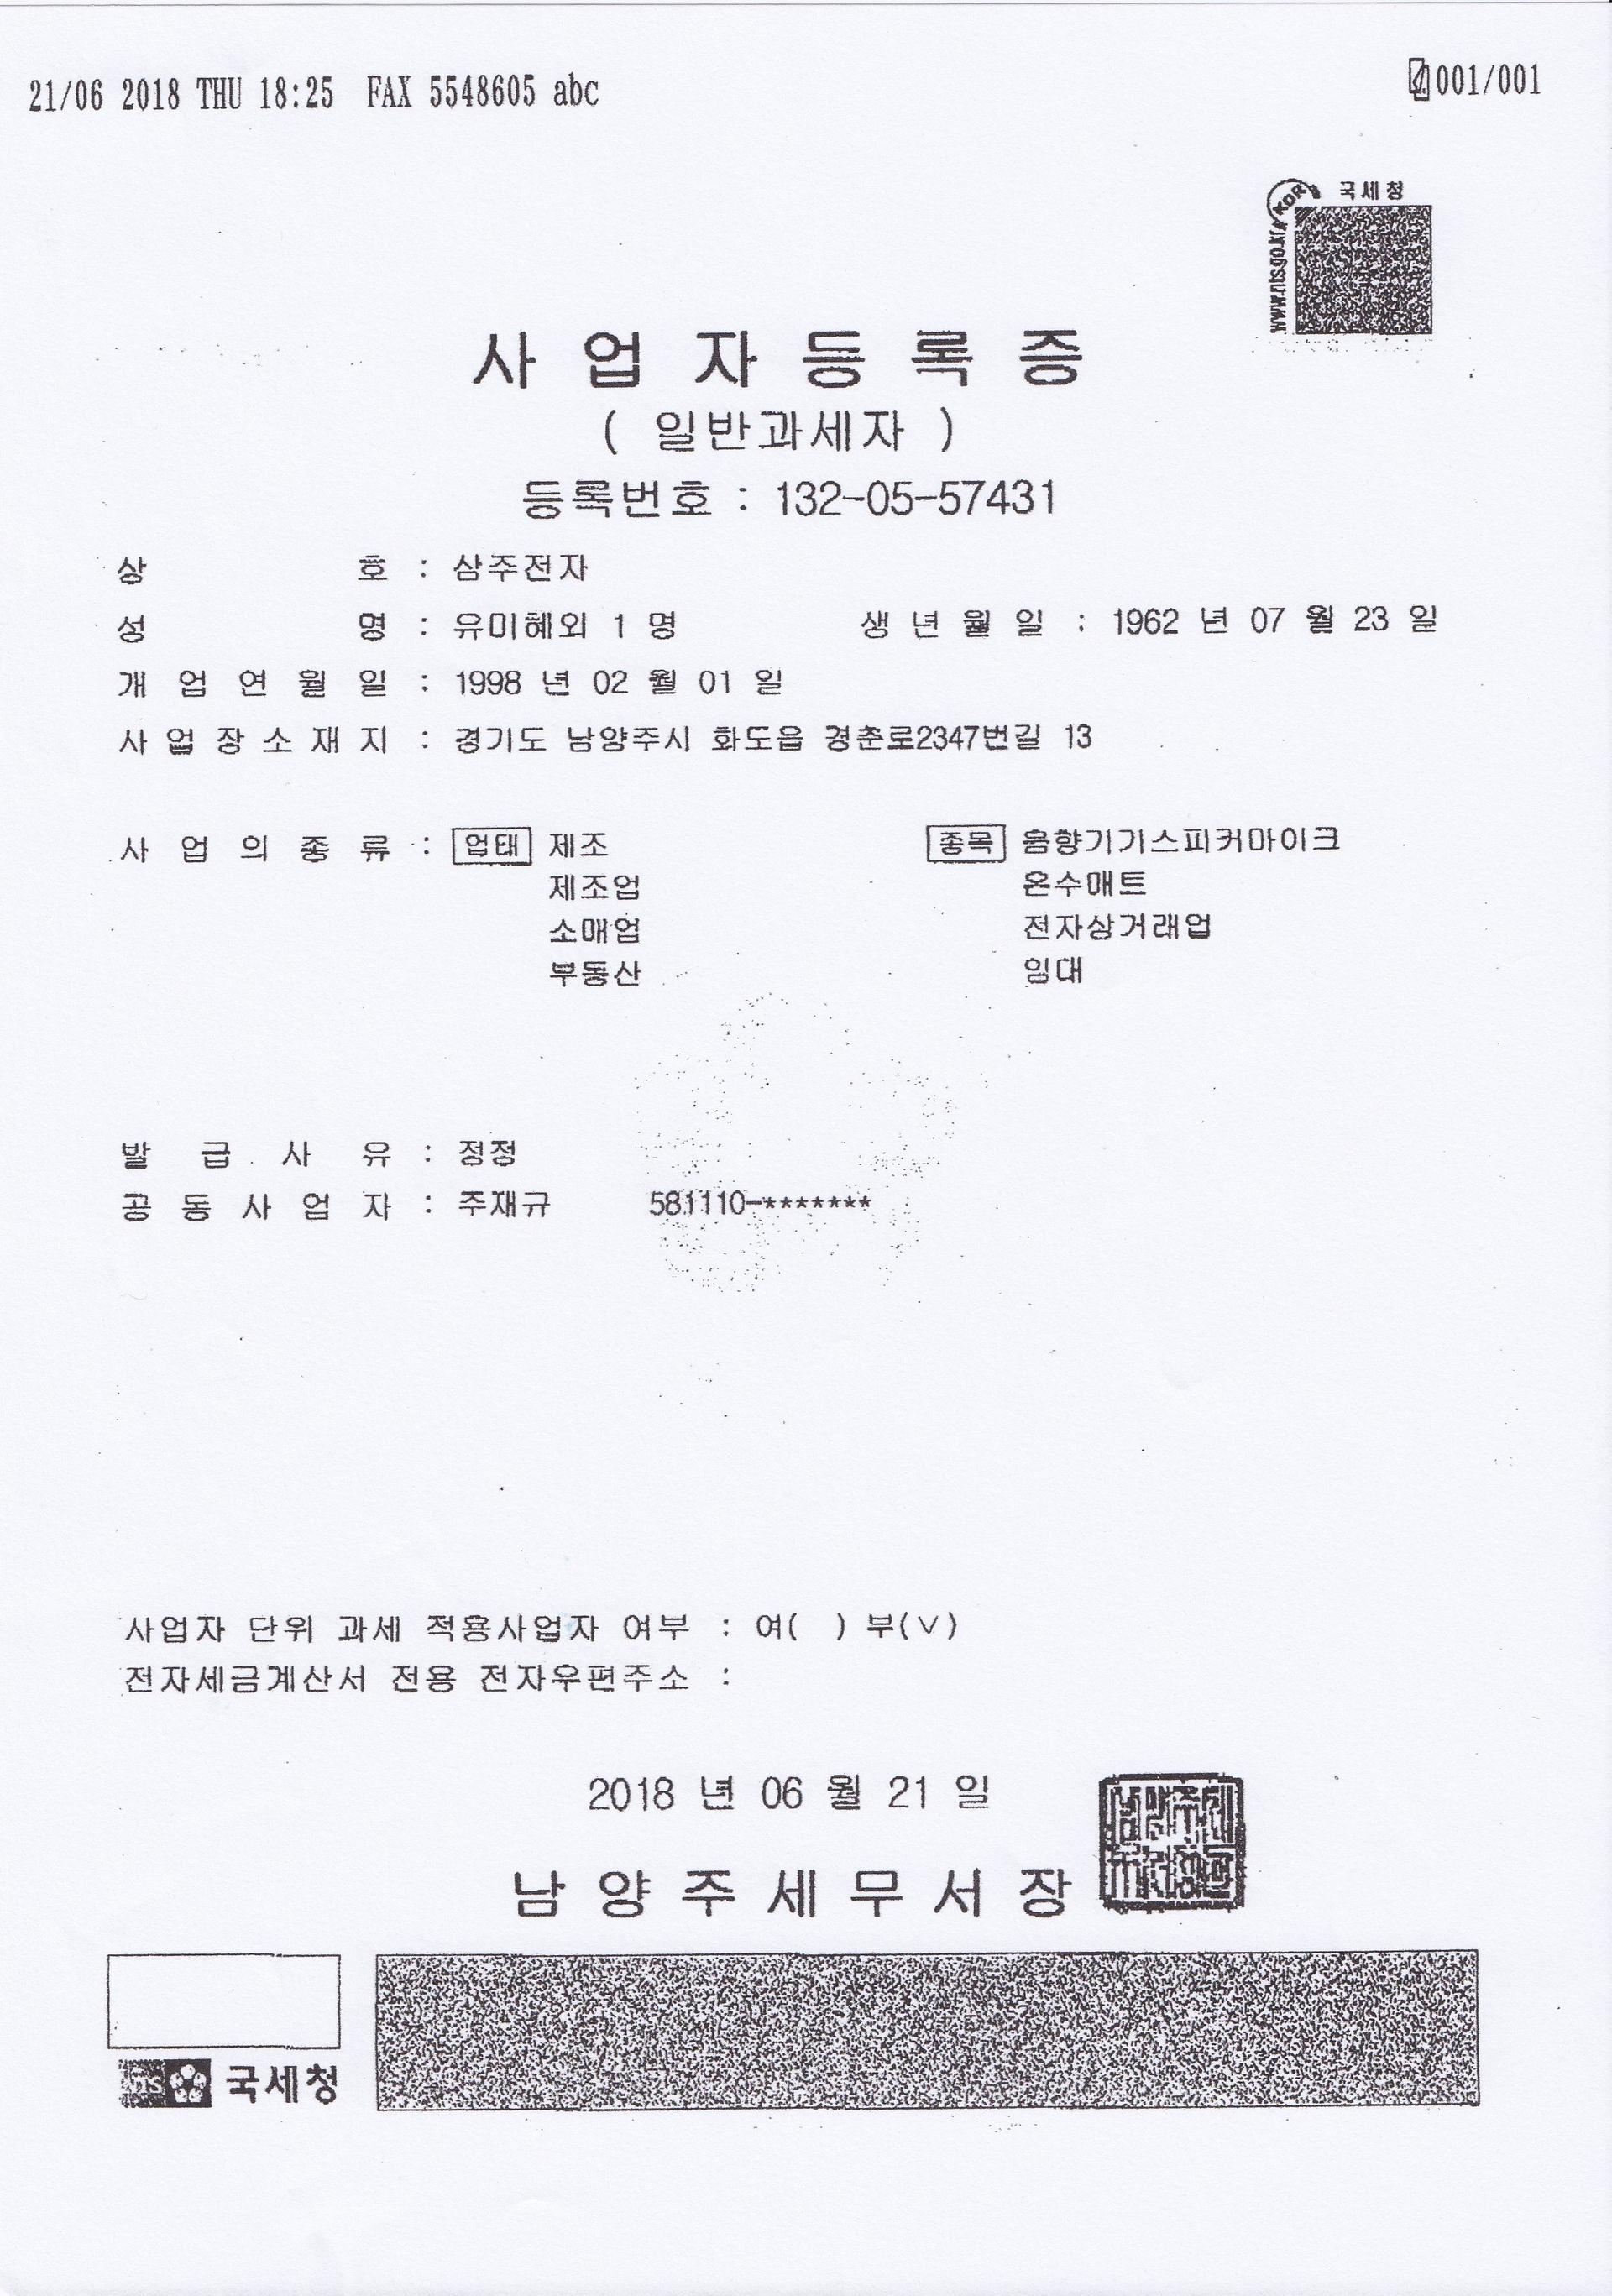 21/06 2018 THU 18:25 FAX 5548605 abc
001/001
국세청
www.nts.go.kr
사업자등록증
( 일반과세자 )
등록번호 : 132-05-57431
상 호 : 삼주전자
성 명 : 유미혜외 1 명 생년월일 : 1962 년 07 월 23 일
개업연월일 : 1998 년 02 월 01 일
사업장소재지 : 경기도 남양주시 화도읍 경춘로2347번길 13
사업의종류 : 업태 제조 종목 음향기기스피커마이크
제조업 온수매트
소매업 전자상거래업
부동산 임대
발급사유 : 정정
공동사업자 : 주재규 581110-*******
사업자 단위 과세 적용사업자 여부 : 여( ) 부(∨)
전자세금계산서 전용 전자우편주소 :
2018 년 06 월 21 일
남양주세무서장
국세청